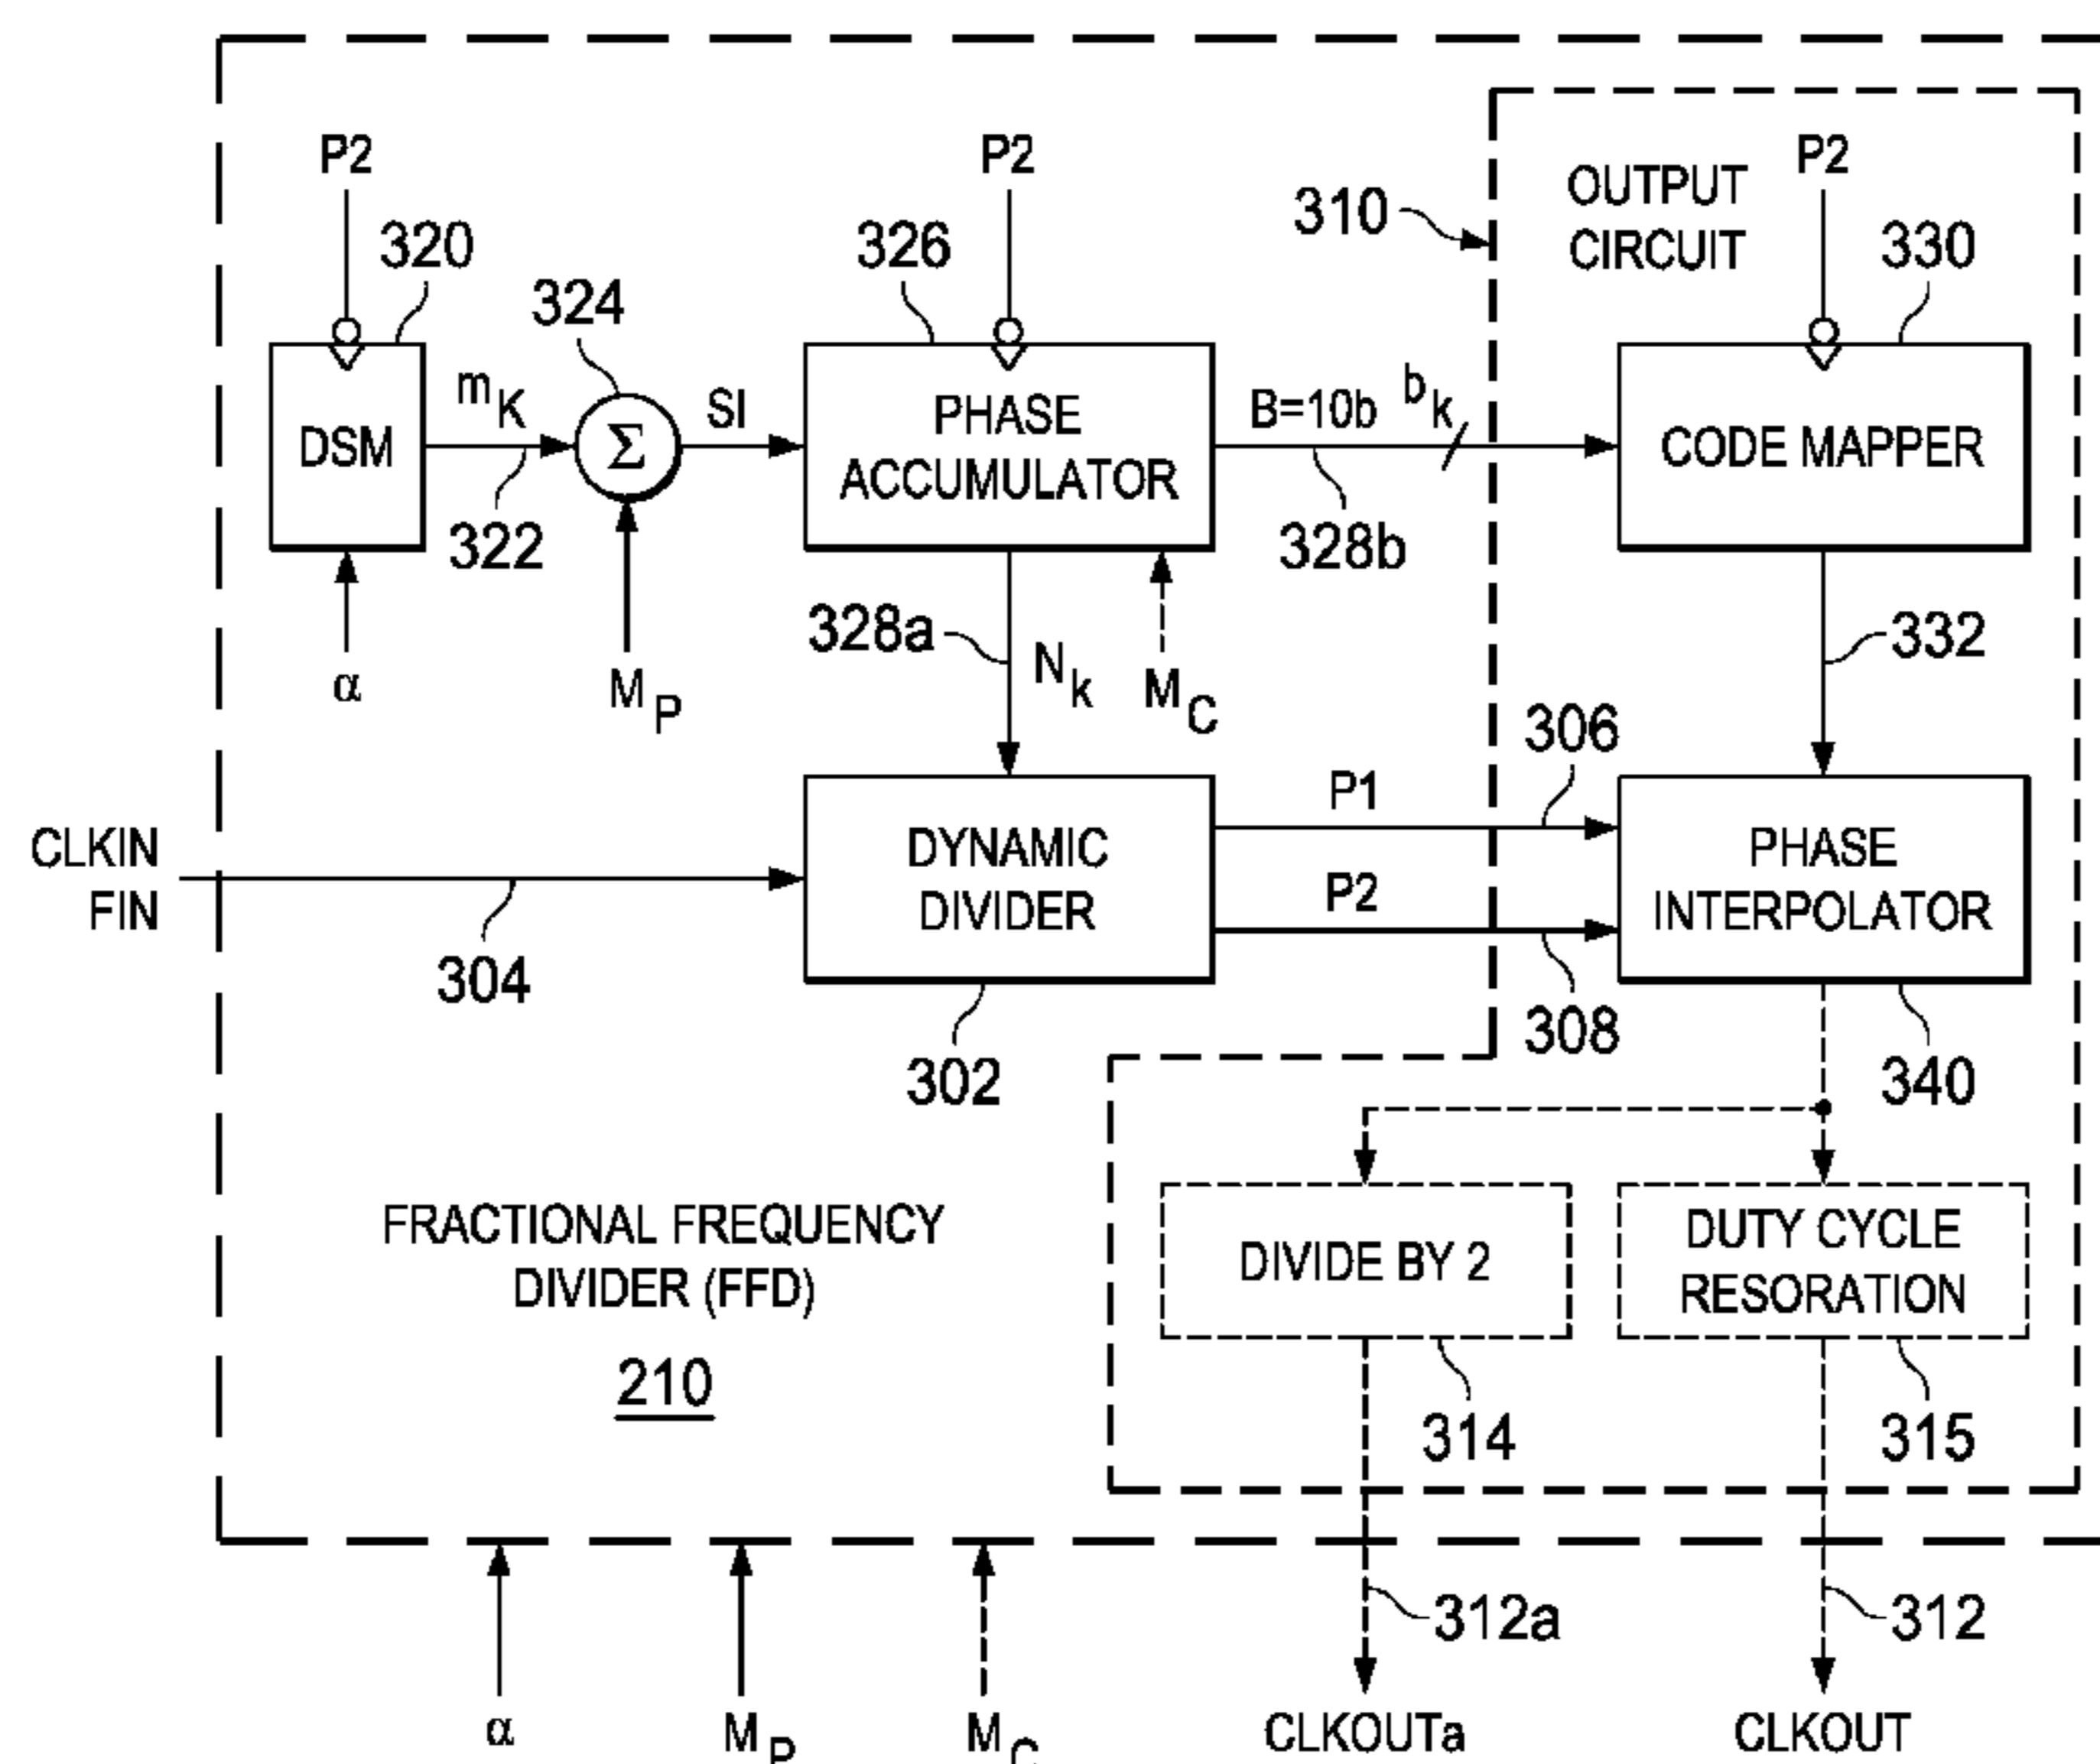 P2
P2
P2
OUTPUT
CIRCUIT
310
320
326
330
324
m K
SI
B=10b
b k
DSM
Σ
PHASE
ACCUMULATOR
CODE MAPPER
322
328b
328a
332
α
M P
N k
M C
306
P1
CLKIN
FIN
DYNAMIC
DIVIDER
P2
PHASE
INTERPOLATOR
304
308
302
340
FRACTIONAL FREQUENCY
DIVIDER (FFD)
210
DIVIDE BY 2
DUTY CYCLE
RESORATION
314
315
312a
312
α
M P
M C
CLKOUTa
CLKOUT